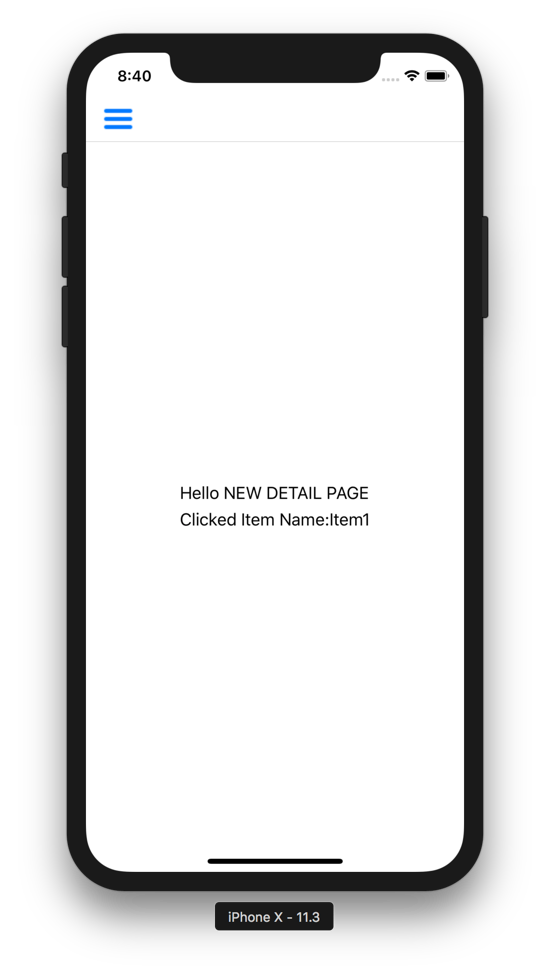 8:40
Hello NEW DETAIL PAGE
Clicked Item Name:Item1
iPhone X - 11.3